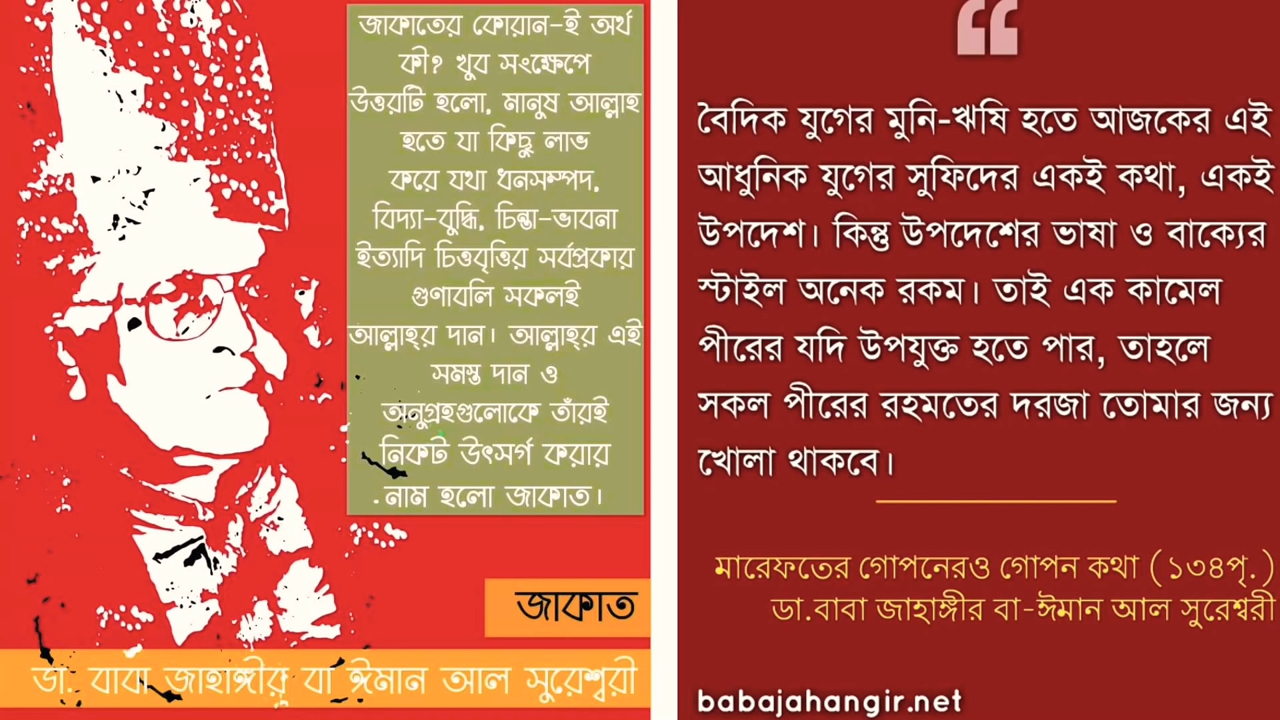 জাকাতের কোরান-ই অর্থ
কী? খুব সংক্ষেপে
উত্তরটি হলো, মানুষ আল্লাহ
হতে যা কিছু লাভ
করে যথা ধনসম্পদ,
বিদ্যা-বুদ্ধি, চিন্তা-ভাবনা
ইত্যাদি চিত্তবৃত্তির সর্বপ্রকার
গুণাবলি সকলই
আল্লাহ্‌র দান। আল্লাহ্‌র এই
সমস্ত দান ও
অনুগ্রহগুলোকে তাঁরই
নিকট উৎসর্গ করার
নাম হলো জাকাত।
জাকাত
ডা. বাবা জাহাঙ্গীর বা ঈমান আল সুরেশ্বরী
বৈদিক যুগের মুনি-ঋষি হতে আজকের এই
আধুনিক যুগের সুফিদের একই কথা, একই
উপদেশ। কিন্তু উপদেশের ভাষা ও বাক্যের
স্টাইল অনেক রকম। তাই এক কামেল
পীরের যদি উপযুক্ত হতে পার, তাহলে
সকল পীরের রহমতের দরজা তোমার জন্য
খোলা থাকবে।
মারেফতের গোপনেরও গোপন কথা (১৩৪পৃ.)
ডা.বাবা জাহাঙ্গীর বা-ঈমান আল সুরেশ্বরী
babajahangir.net